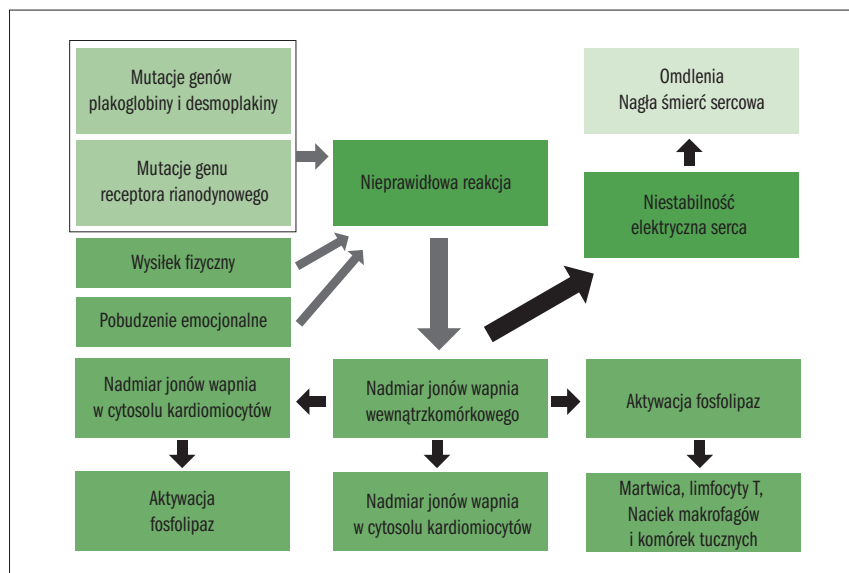 Mutacje genów
plakoglobiny i desmoplakiny
Mutacje genu
receptora rianodynowego
Wysiłek fizyczny
Pobudzenie emocjonalne
Nieprawidłowa reakcja
Omdlenia
Nagła śmierć sercowa
Niestabilność
elektryczna serca
Nadmiar jonów wapnia
w cytosolu kardiomiocytów
Nadmiar jonów wapnia
wewnątrzkomórkowego
Aktywacja fosfolipaz
Aktywacja
fosfolipaz
Nadmiar jonów wapnia
w cytosolu kardiomiocytów
Martwica, limfocyty T,
Naciek makrofagów
i komórek tucznych